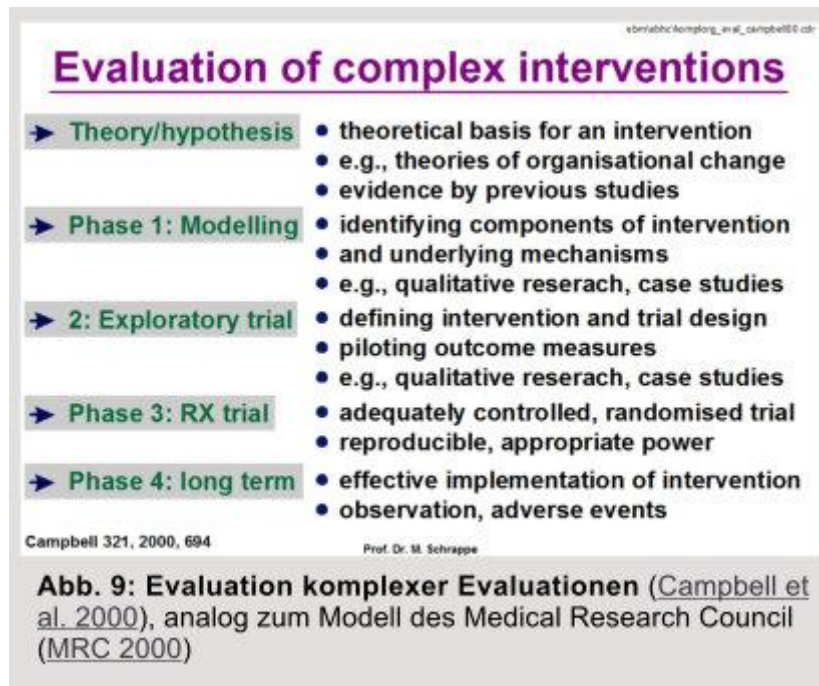 ebm\abhc\komplorg_eval_campbell00.cdr
Evaluation of complex interventions
Theory/hypothesis • theoretical basis for an intervention
• e.g., theories of organisational change
• evidence by previous studies
Phase 1: Modelling • identifying components of intervention
• and underlying mechanisms
• e.g., qualitative reserach, case studies
2: Exploratory trial • defining intervention and trial design
• piloting outcome measures
• e.g., qualitative reserach, case studies
Phase 3: RX trial • adequately controlled, randomised trial
• reproducible, appropriate power
Phase 4: long term • effective implementation of intervention
• observation, adverse events
Campbell 321, 2000, 694
Prof. Dr. M. Schrappe
Abb. 9: Evaluation komplexer Evaluationen (Campbell et
al. 2000), analog zum Modell des Medical Research Council
(MRC 2000)